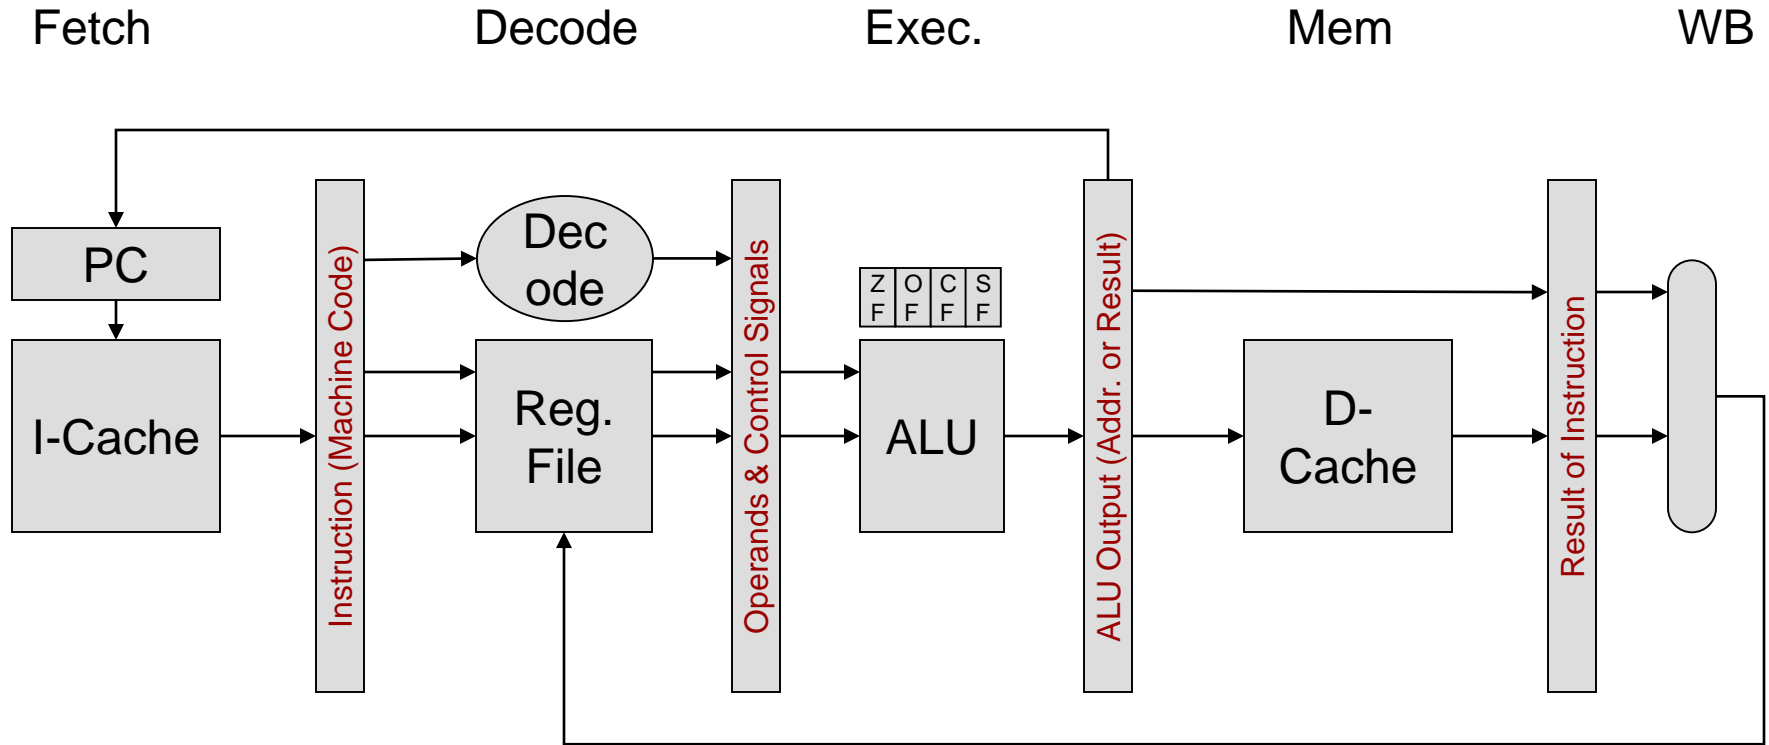 Fetch
Decode
Exec.
Mem
WB
PC
I-Cache
Instruction (Machine Code)
Dec
ode
Reg.
File
Operands & Control Signals
Z O C S
F F F F
ALU
ALU Output (Addr. or Result)
D-
Cache
Result of Instruction